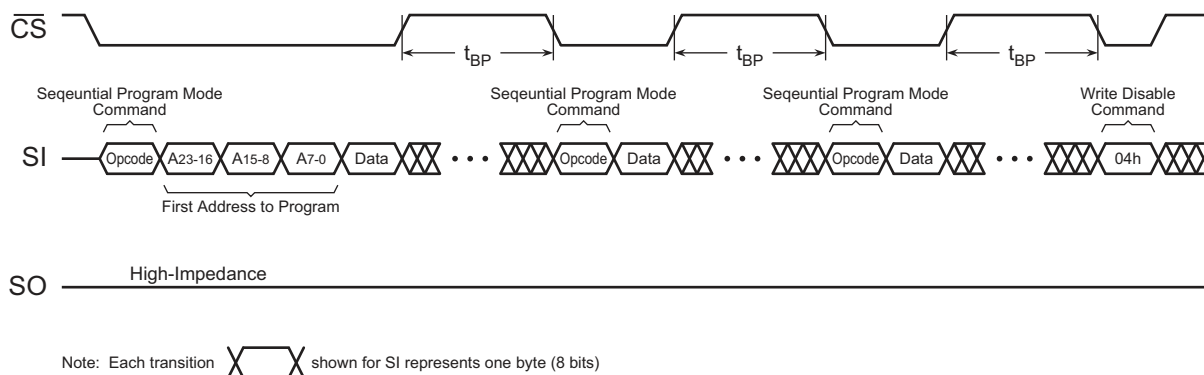 CS
tBP tBP tBP
Seqeuntial Program Mode Command
Seqeuntial Program Mode Command
Seqeuntial Program Mode Command
Write Disable Command
SI Opcode A23-16 A15-8 A7-0 Data Opcode Data Opcode Data 04h
First Address to Program
High-Impedance
SO
Note: Each transition shown for SI represents one byte (8 bits)